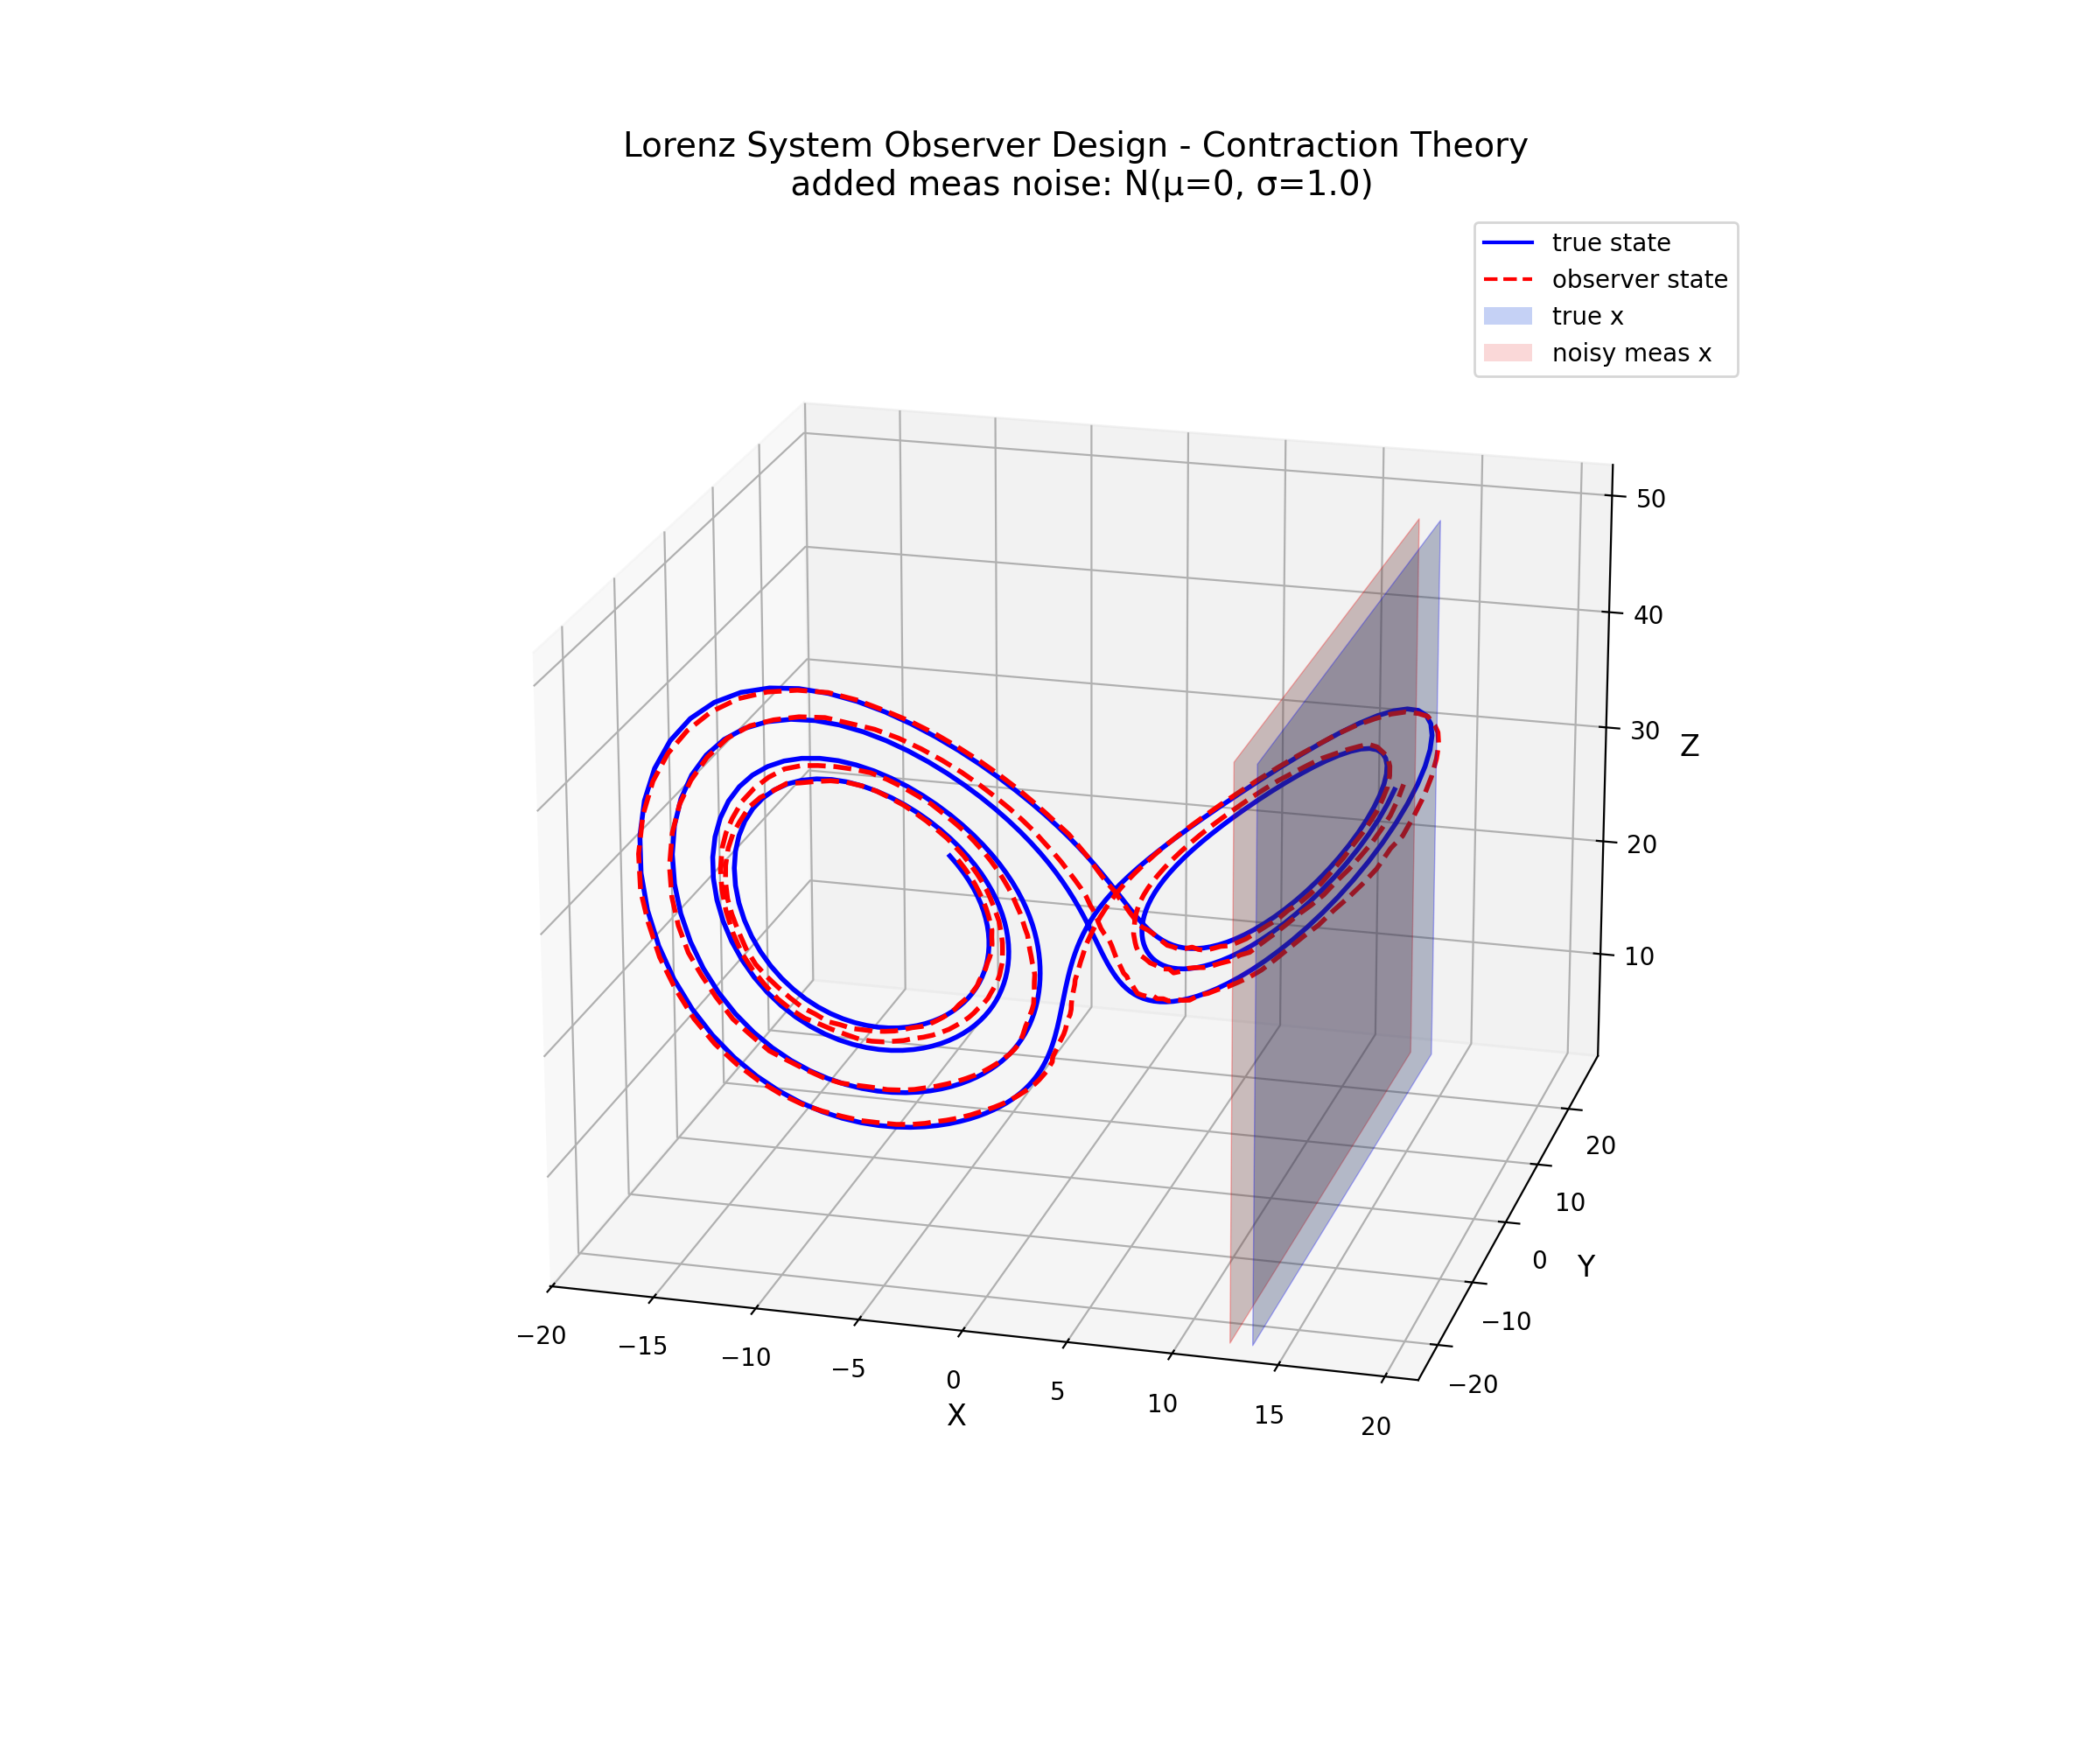 Lorenz System Observer Design - Contraction Theory
added meas noise: N(μ=0, σ=1.0)
true state
observer state
true x
noisy meas x
50
40
30
Z
20
10
20
10
0
Y
−10
−20
−20
−15
−10
−5
0
5
10
15
20
X